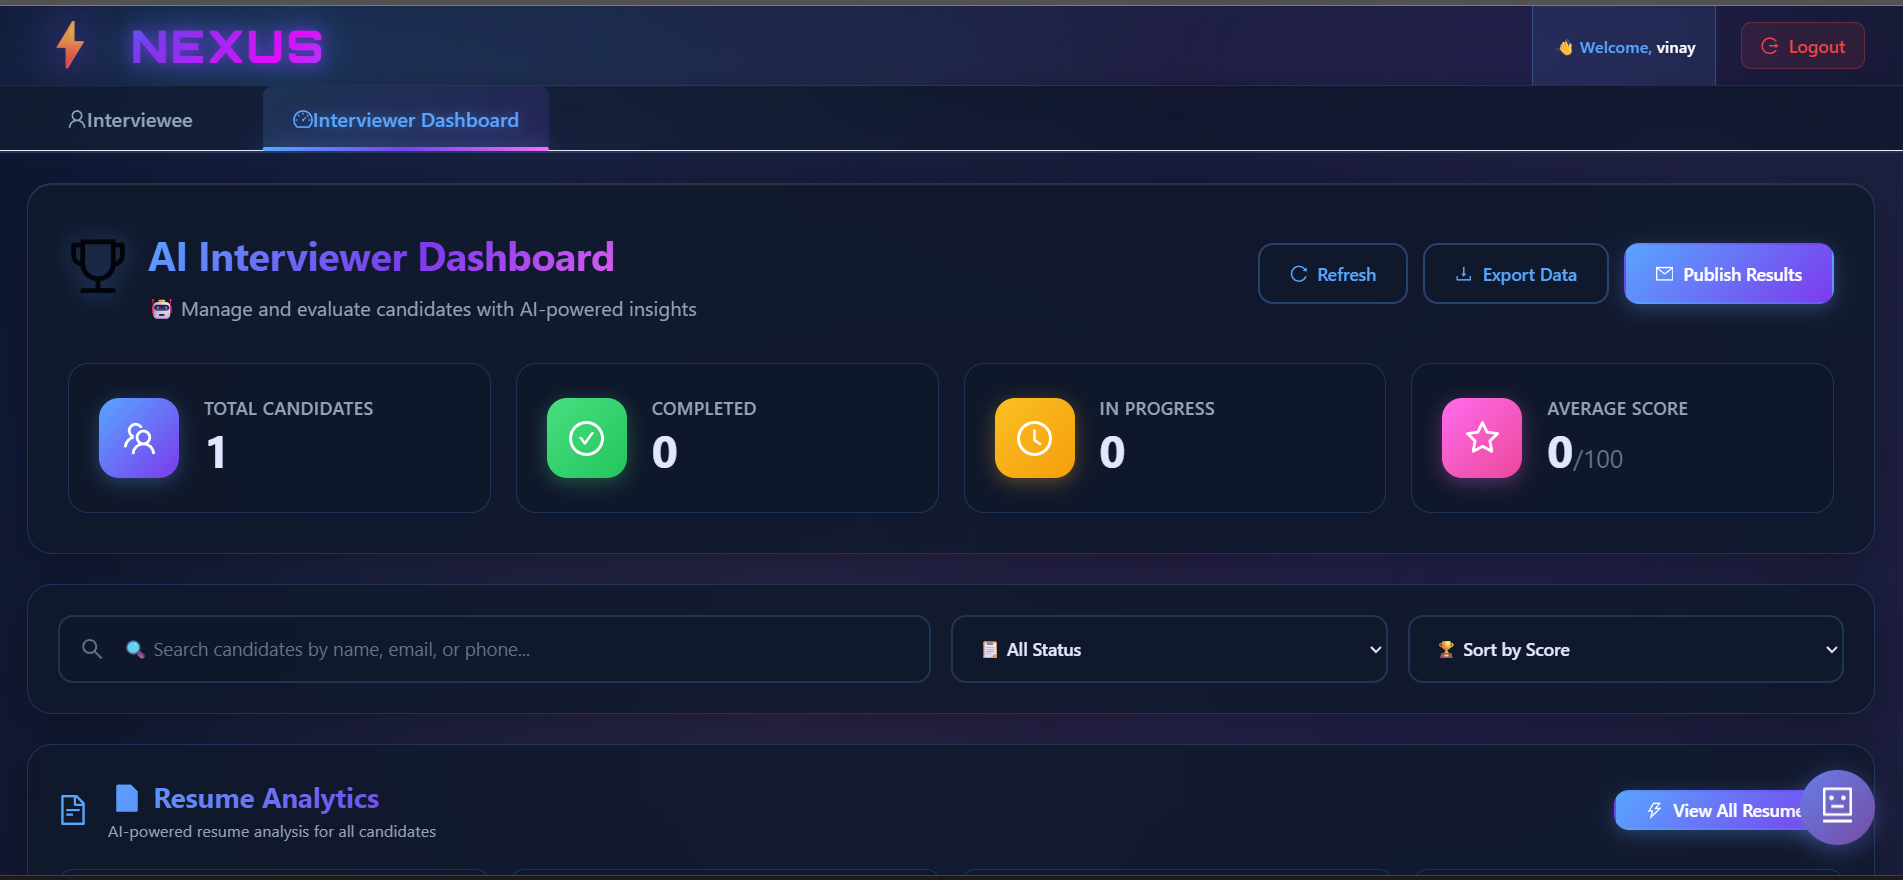 NEXUS
👋 Welcome, vinay
Logout
Interviewee
Interviewer Dashboard
AI Interviewer Dashboard
🤖 Manage and evaluate candidates with AI-powered insights
Refresh
Export Data
Publish Results
TOTAL CANDIDATES
1
COMPLETED
0
IN PROGRESS
0
AVERAGE SCORE
0/100
🔍 Search candidates by name, email, or phone...
📋 All Status
🏆 Sort by Score
Resume Analytics
AI-powered resume analysis for all candidates
View All Resume